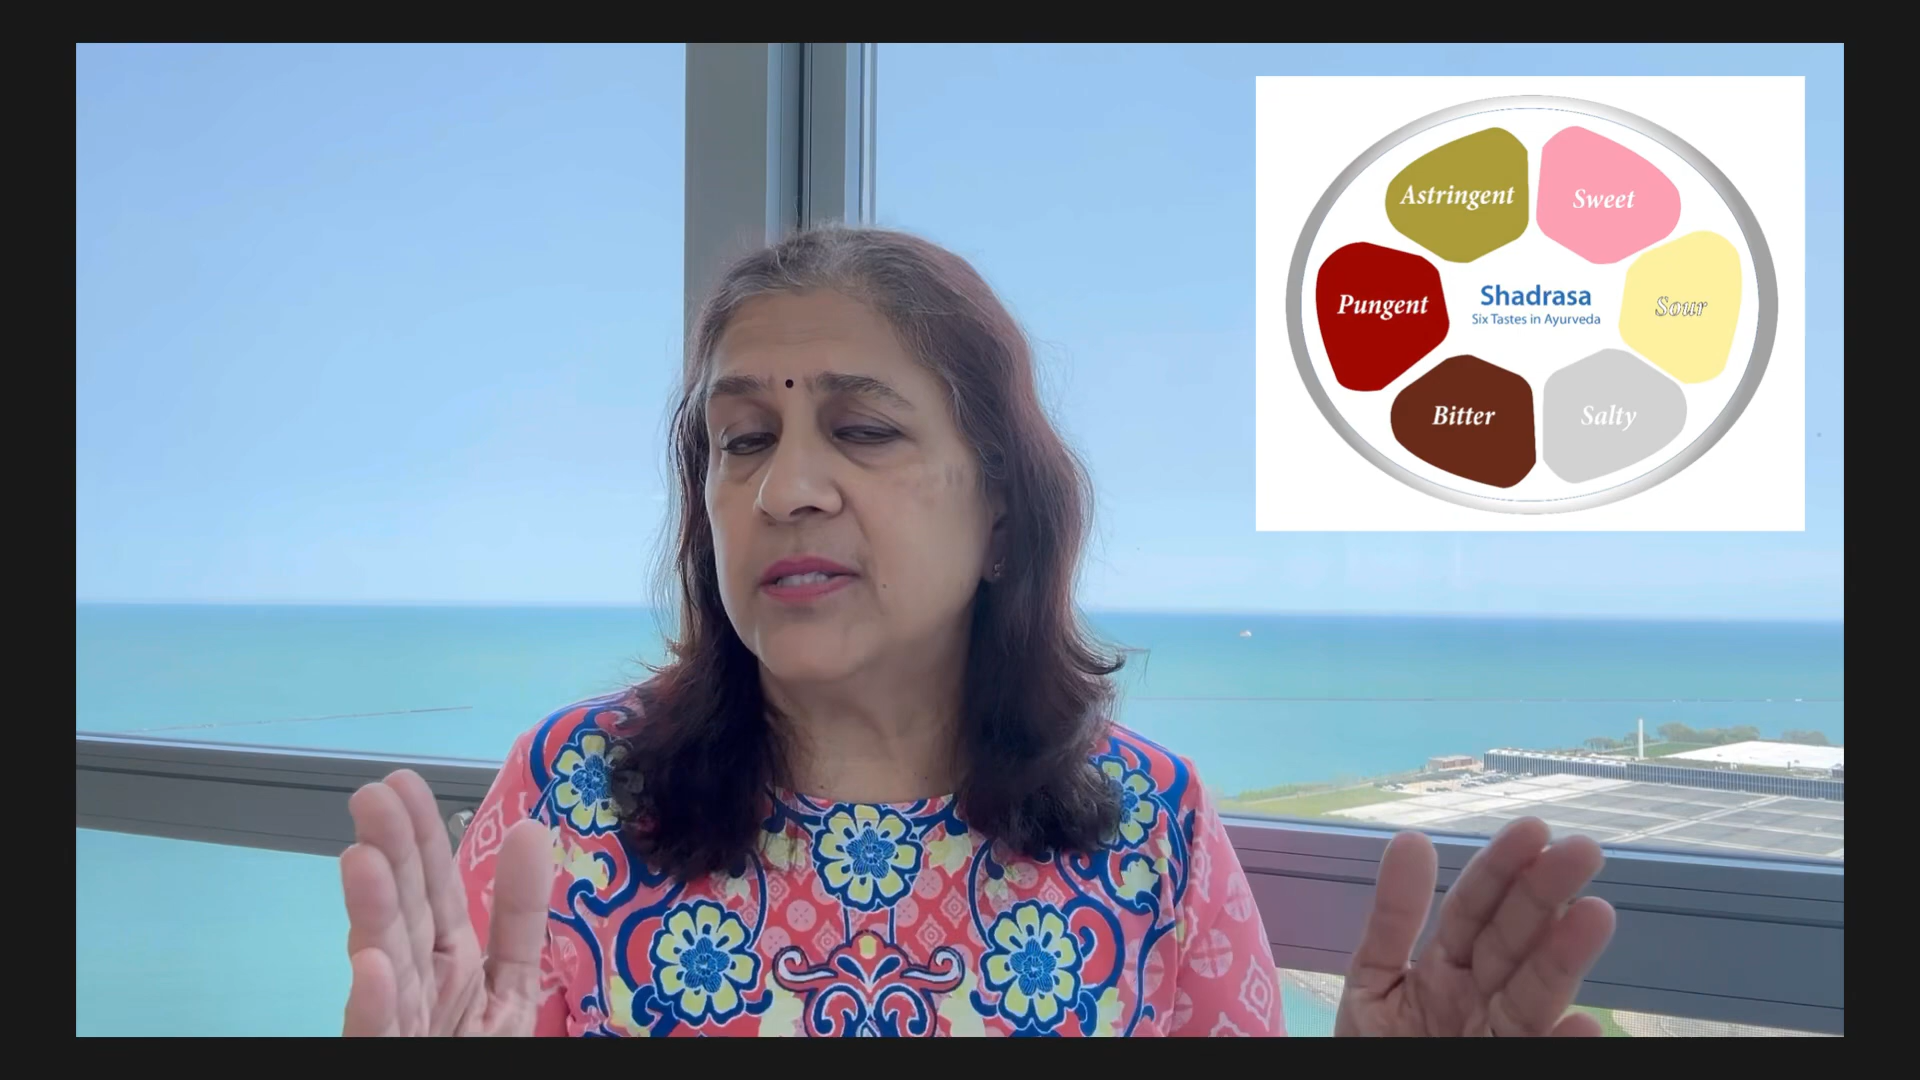 Astringent
Sweet
Pungent
Shadrasa
Six Tastes in Ayurveda
Sour
Bitter
Salty